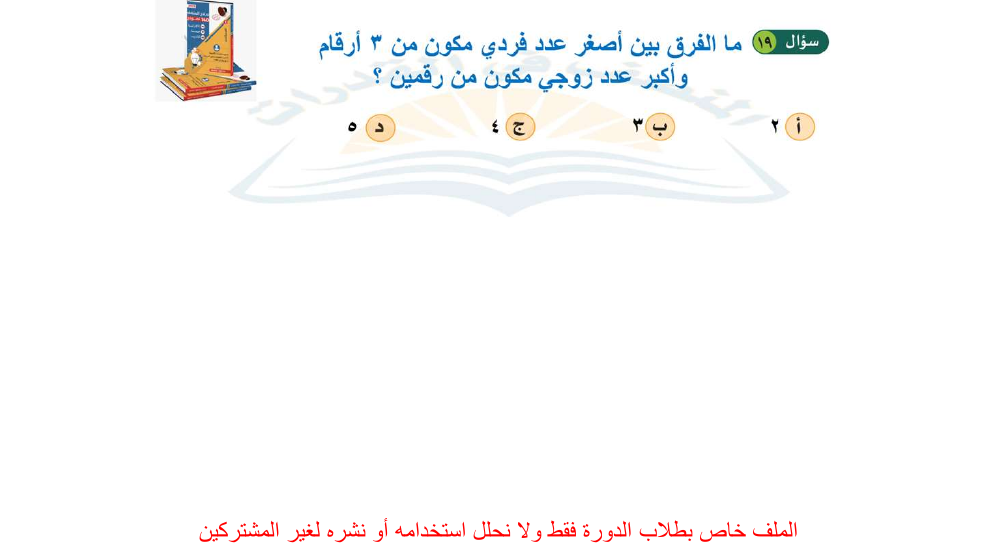 سؤال ١٩ ما الفرق بين أصغر عدد فردي مكون من ٣ أرقام
وأكبر عدد زوجي مكون من رقمين ؟
أ ٢ ب ٣ ج ٤ د ٥
الملف خاص بطلاب الدورة فقط ولا نحلل استخدامه أو نشره لغير المشتركين